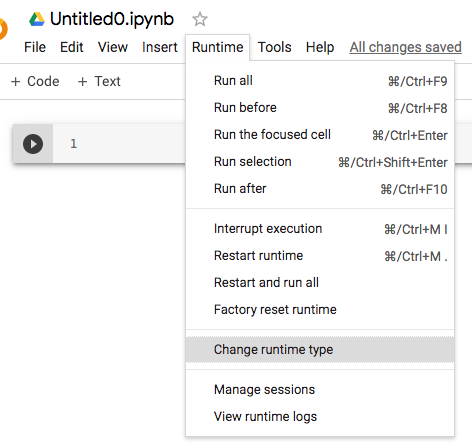 Untitled0.ipynb
File Edit View Insert Runtime Tools Help All changes saved
+ Code + Text
1
Run all ⌘/Ctrl+F9
Run before ⌘/Ctrl+F8
Run the focused cell ⌘/Ctrl+Enter
Run selection ⌘/Ctrl+Shift+Enter
Run after ⌘/Ctrl+F10
Interrupt execution ⌘/Ctrl+M I
Restart runtime ⌘/Ctrl+M .
Restart and run all
Factory reset runtime
Change runtime type
Manage sessions
View runtime logs